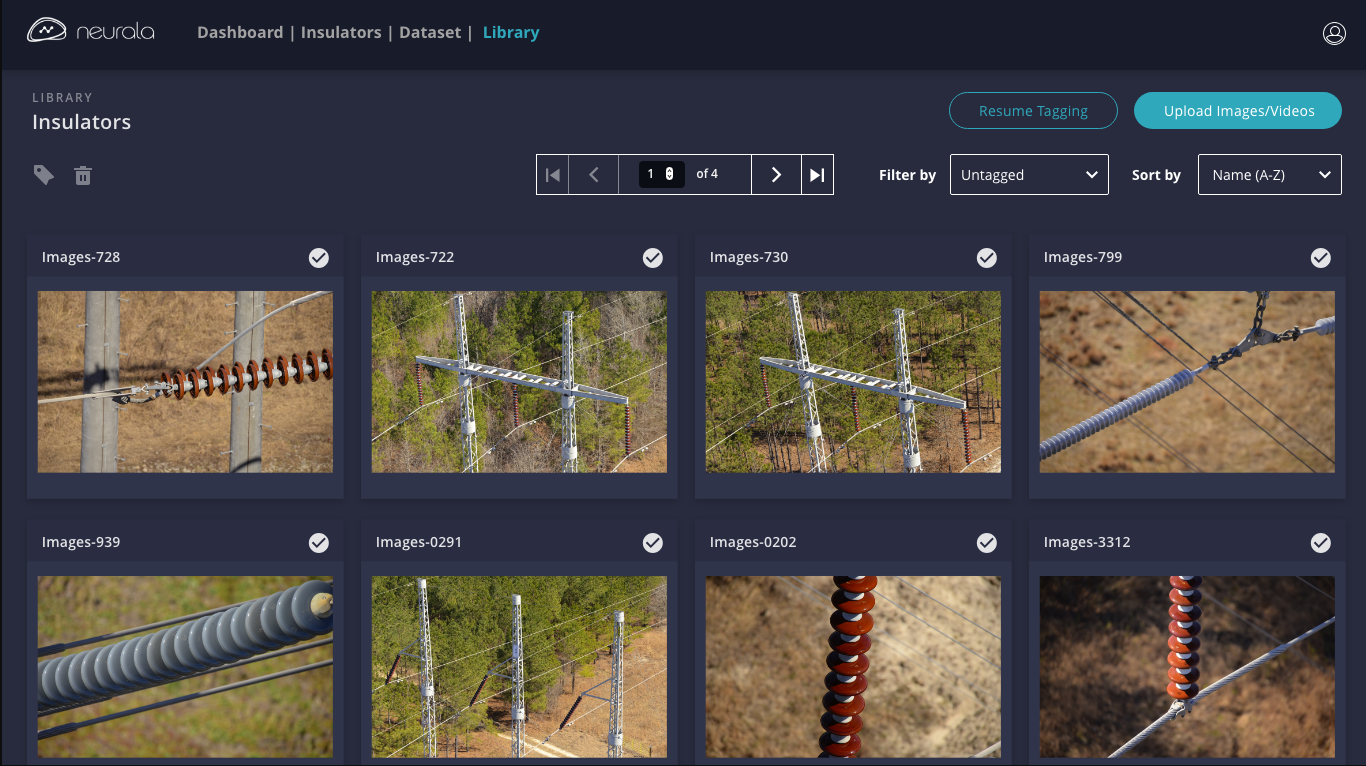 neurala
Dashboard | Insulators | Dataset | Library
LIBRARY
Insulators
Resume Tagging
Upload Images/Videos
1 of 4
Filter by Untagged
Sort by Name (A-Z)
Images-728
Images-722
Images-730
Images-799
Images-939
Images-0291
Images-0202
Images-3312